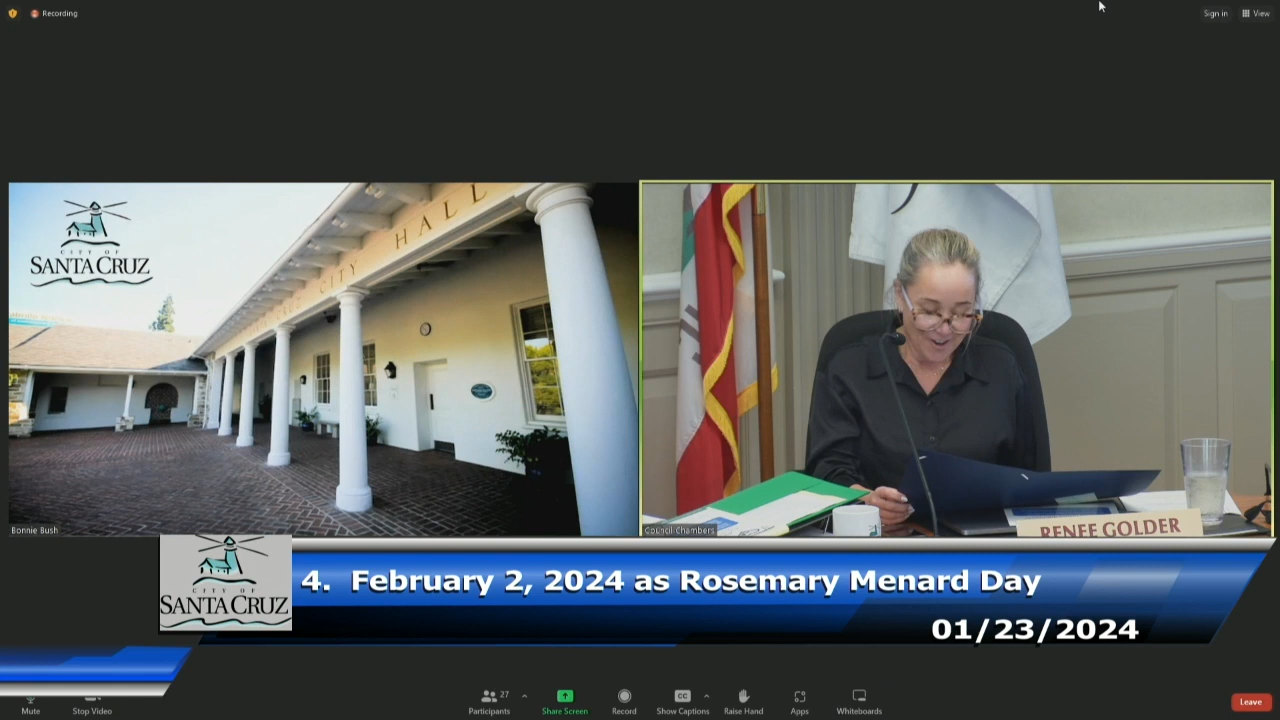 Recording
Sign in
View
CITY OF
SANTA CRUZ
CITY HALL
Bonnie Bush
Council Chambers
RENEE GOLDER
CITY OF
SANTA CRUZ
4. February 2, 2024 as Rosemary Menard Day
01/23/2024
Mute
Stop Video
Participants
27
Share Screen
CC
Show Captions
Record
Raise Hand
Apps
Whiteboards
Leave